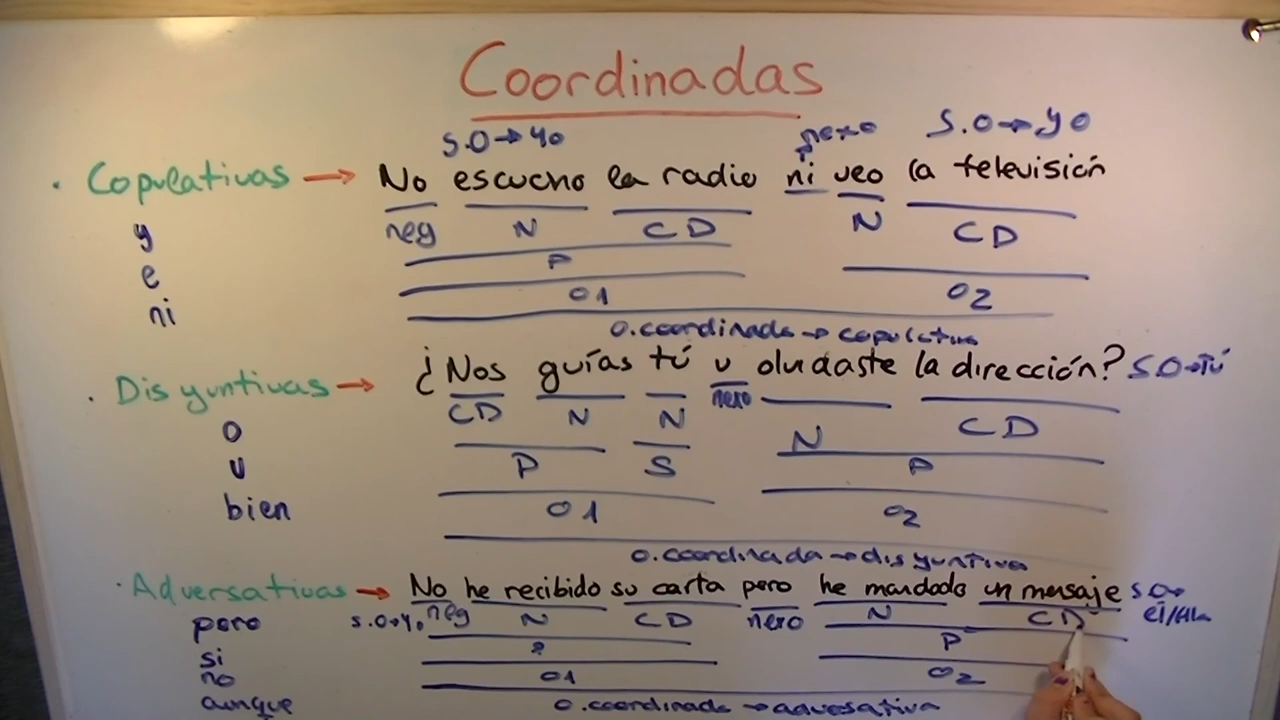 Coordinadas
S.O→yo nexo S.O→yo
· Copulativas → No escucho la radio ni veo la televisión
y neg N CD N CD
e P
ni O1 O2
O.coordinada→copulativa
· Disyuntivas → ¿Nos guías tú u olvidaste la dirección? S.O→Tú
o CD N N nexo N CD
u P S P
bien O1 O2
O.coordinada→disyuntiva
· Adversativas → No he recibido su carta pero he mandado un mensaje S.O→
pero S.O→Yo neg N CD nexo N CD él/
si P P
no O1 O2
aunque O.coordinada→advesativa